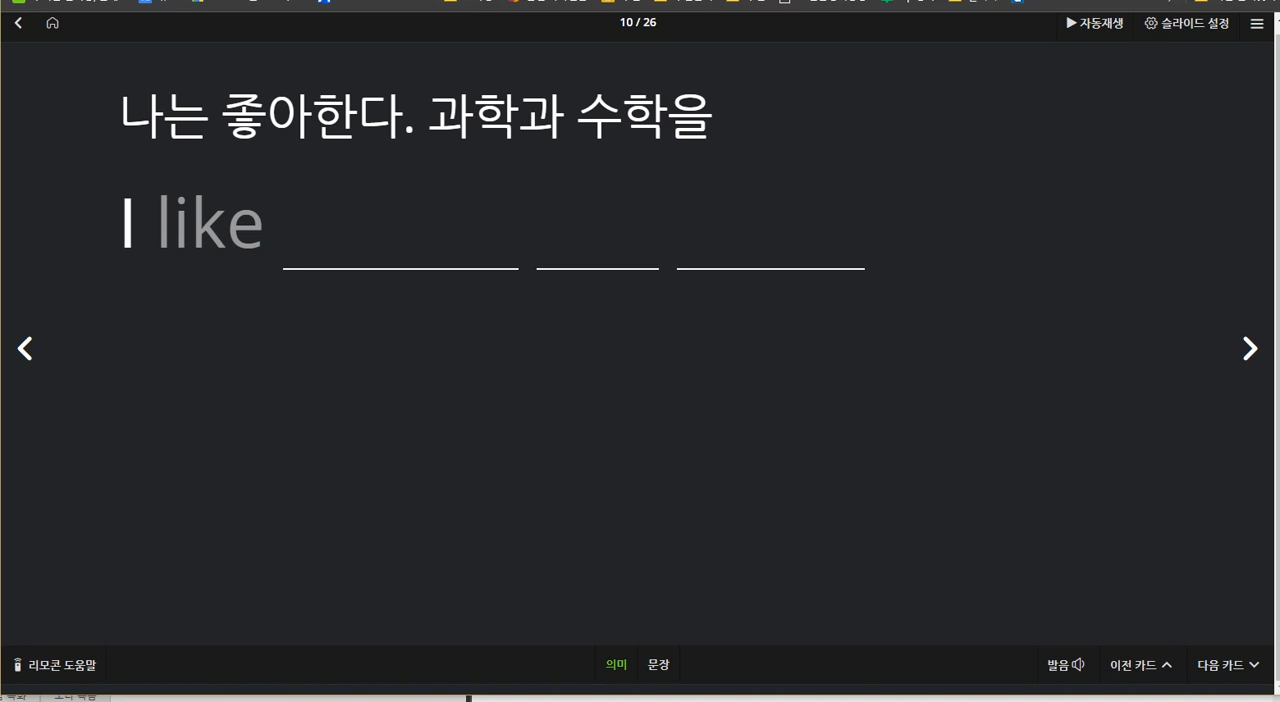 10 / 26
자동재생
슬라이드 설정
나는 좋아한다. 과학과 수학을
I like
리모콘 도움말
의미
문장
발음
이전 카드
다음 카드